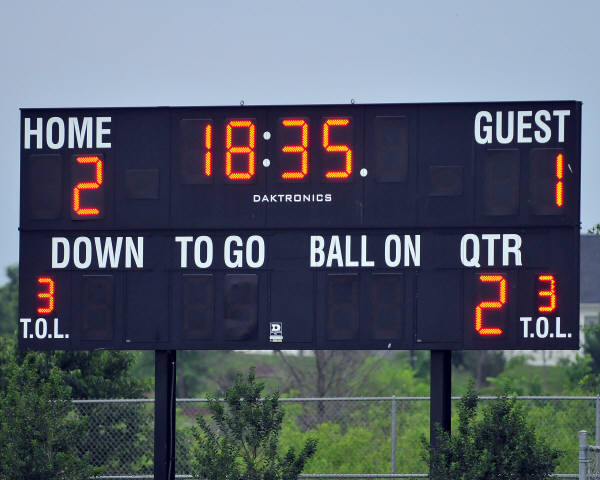 HOME 18:35. GUEST
2 1
DAKTRONICS
DOWN TO GO BALL ON QTR
3 2 3
T.O.L. T.O.L.